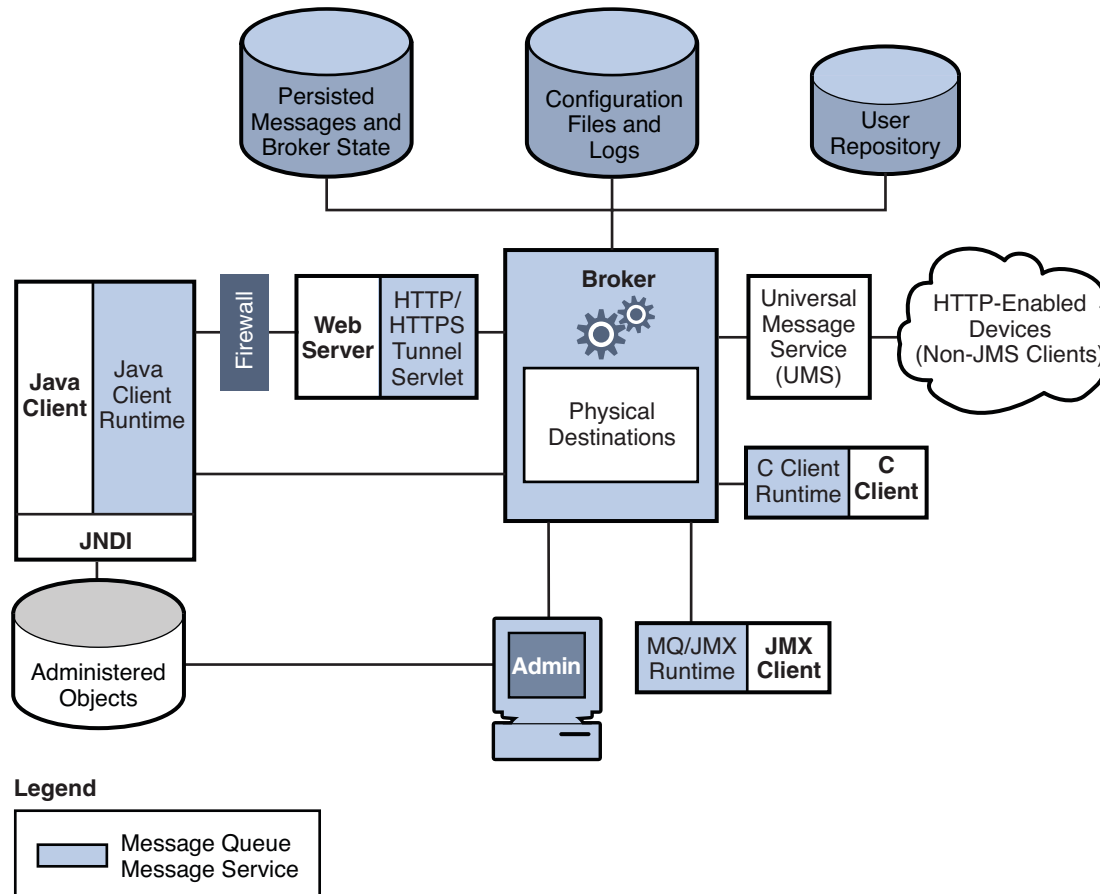 Persisted
Messages and
Broker State
Configuration
Files and
Logs
User
Repository
Java
Client
Java
Client
Runtime
JNDI
Firewall
Web
Server
HTTP/
HTTPS
Tunnel
Servlet
Broker
Physical
Destinations
Universal
Message
Service
(UMS)
HTTP-Enabled
Devices
(Non-JMS Clients)
C Client
Runtime
C
Client
Administered
Objects
Admin
MQ/JMX
Runtime
JMX
Client
Legend
Message Queue
Message Service